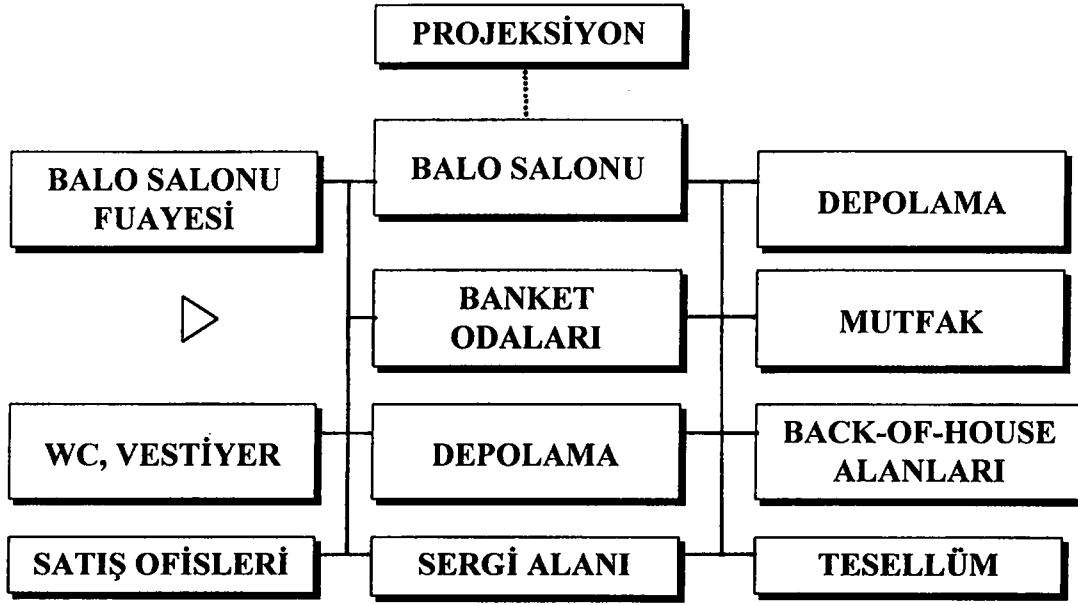 PROJEKSİYON
BALO SALONU
FUAYESİ
BALO SALONU
DEPOLAMA
BANKET
ODALARI
MUTFAK
WC, VESTİYER
DEPOLAMA
BACK-OF-HOUSE
ALANLARI
SATIŞ OFİSLERİ
SERGİ ALANI
TESELLÜM